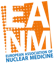 EANM
EUROPEAN ASSOCIATION OF
NUCLEAR MEDICINE